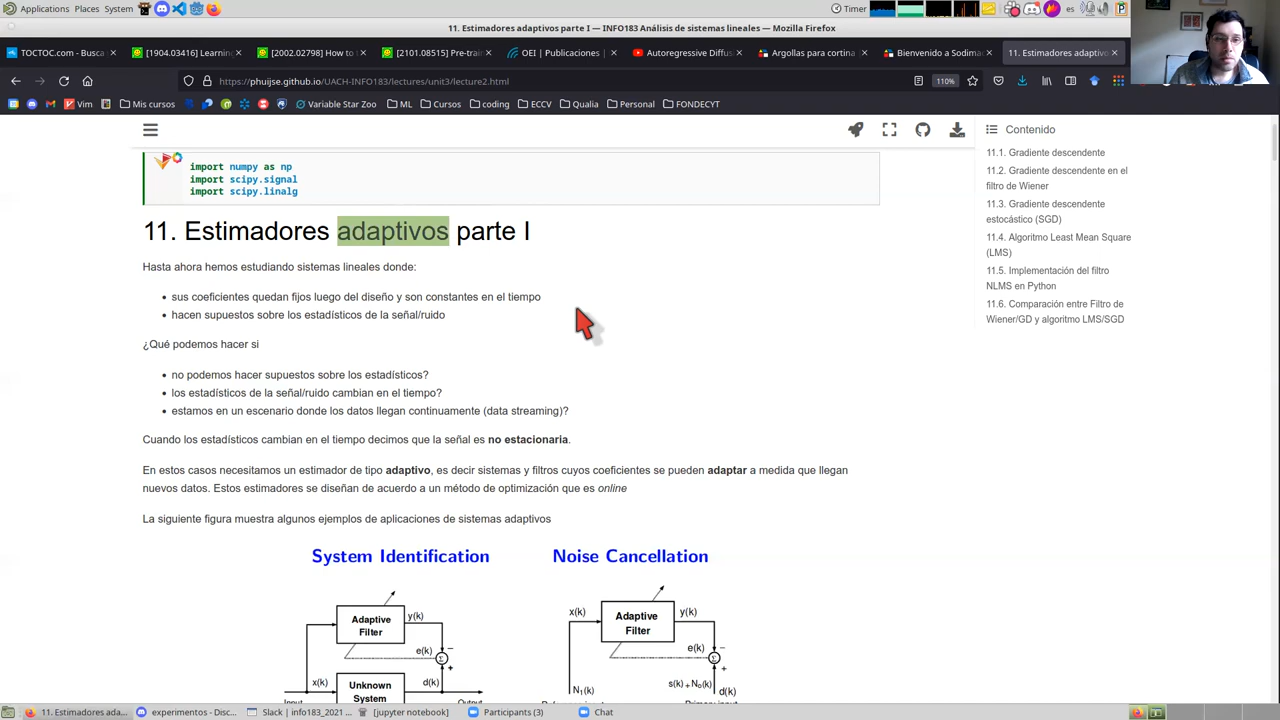 Applications Places System
Timer
es
11. Estimadores adaptivos parte I — INFO183 Análisis de sistemas lineales — Mozilla Firefox
TOCTOC.com - Busca
[1904.03416] Learning
[2002.02798] How to
[2101.0859
Pre-trai
OEI | Publicaciones
Autoregressive Diffus
Argollas para cortina
Bienvenido a Sodimac
11. Estimadores adaptivo
https://phuijse.github.io/UACH-INFO183/lectures/unit3/lecture2.html
110%
Vim
Mis cursos
Variable Star Zoo
ML
Cursos
coding
ECCV
Qualia
Personal
FONDECYT
import numpy as np
import scipy.signal
import scipy.linalg
11. Estimadores adaptivos parte I
Hasta ahora hemos estudiando sistemas lineales donde:
• sus coeficientes quedan fijos luego del diseño y son constantes en el tiempo
• hacen supuestos sobre los estadísticos de la señal/ruido
¿Qué podemos hacer si
• no podemos hacer supuestos sobre los estadísticos?
• los estadísticos de la señal/ruido cambian en el tiempo?
• estamos en un escenario donde los datos llegan continuamente (data streaming)?
Cuando los estadísticos cambian en el tiempo decimos que la señal es no estacionaria.
En estos casos necesitamos un estimador de tipo adaptivo, es decir sistemas y filtros cuyos coeficientes se pueden adaptar a medida que llegan
nuevos datos. Estos estimadores se diseñan de acuerdo a un método de optimización que es online
La siguiente figura muestra algunos ejemplos de aplicaciones de sistemas adaptivos
System Identification
Adaptive
Filter
y(k)
e(k)
−
Σ
+
x(k)
d(k)
Unknown
System
Input
Output
Noise Cancellation
x(k)
Adaptive
Filter
y(k)
e(k)
−
Σ
+
N₁(k)
s(k)+N₀(k)
d(k)
Contenido
11.1. Gradiente descendente
11.2. Gradiente descendente en el
filtro de Wiener
11.3. Gradiente descendente
estocástico (SGD)
11.4. Algoritmo Least Mean Square
(LMS)
11.5. Implementación del filtro
NLMS en Python
11.6. Comparación entre Filtro de
Wiener/GD y algoritmo LMS/SGD
11. Estimadores ada...
experimentos - Disc...
Slack | info183_2021 ...
[jupyter notebook]
Participants (3)
Chat